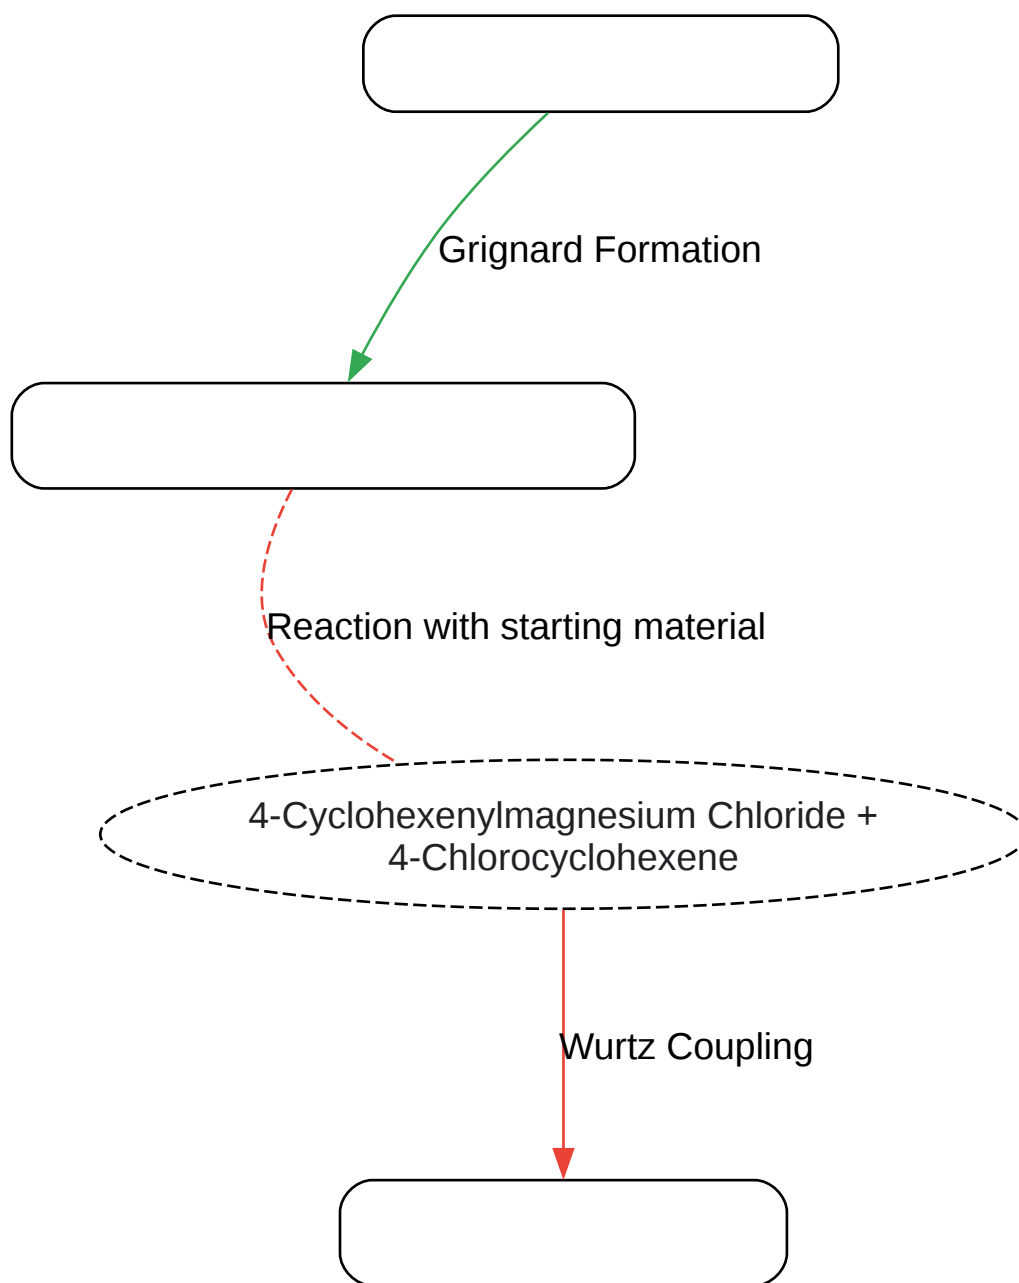 Grignard Formation
Reaction with starting material
4-Cyclohexenylmagnesium Chloride +
4-Chlorocyclohexene
Wurtz Coupling